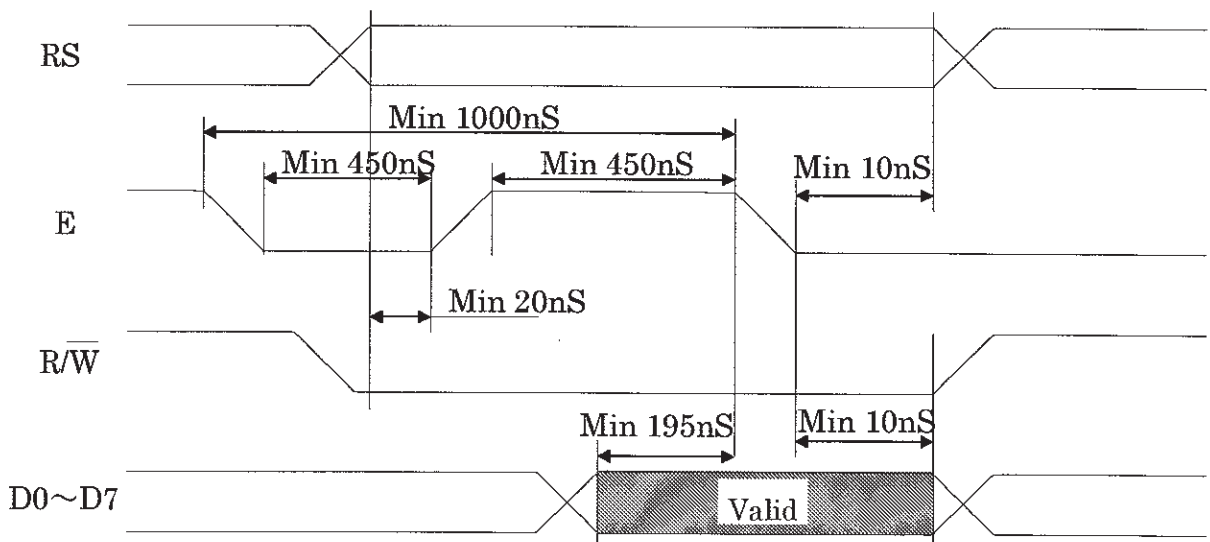 RS
Min 1000nS
Min 450nS
Min 450nS
Min 10nS
E
Min 20nS
R/W̅
Min 195nS
Min 10nS
D0～D7
Valid